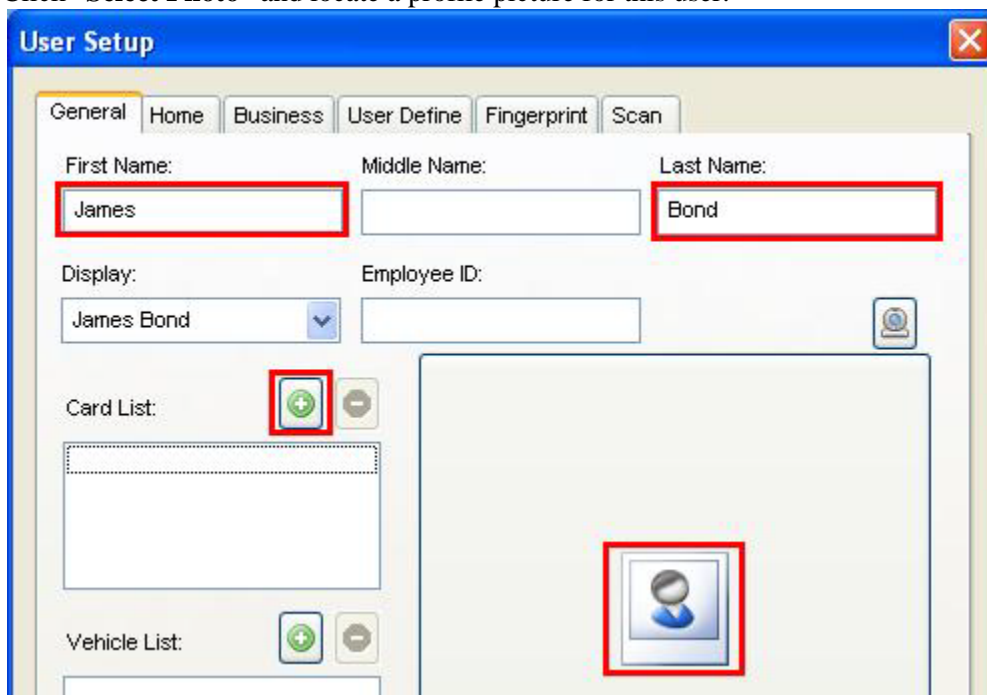 Click "Select Photo" and locate a profile picture for this user.
User Setup
General Home Business User Define Fingerprint Scan
First Name: Middle Name: Last Name:
James Bond
Display: Employee ID:
James Bond
Card List:
Vehicle List: